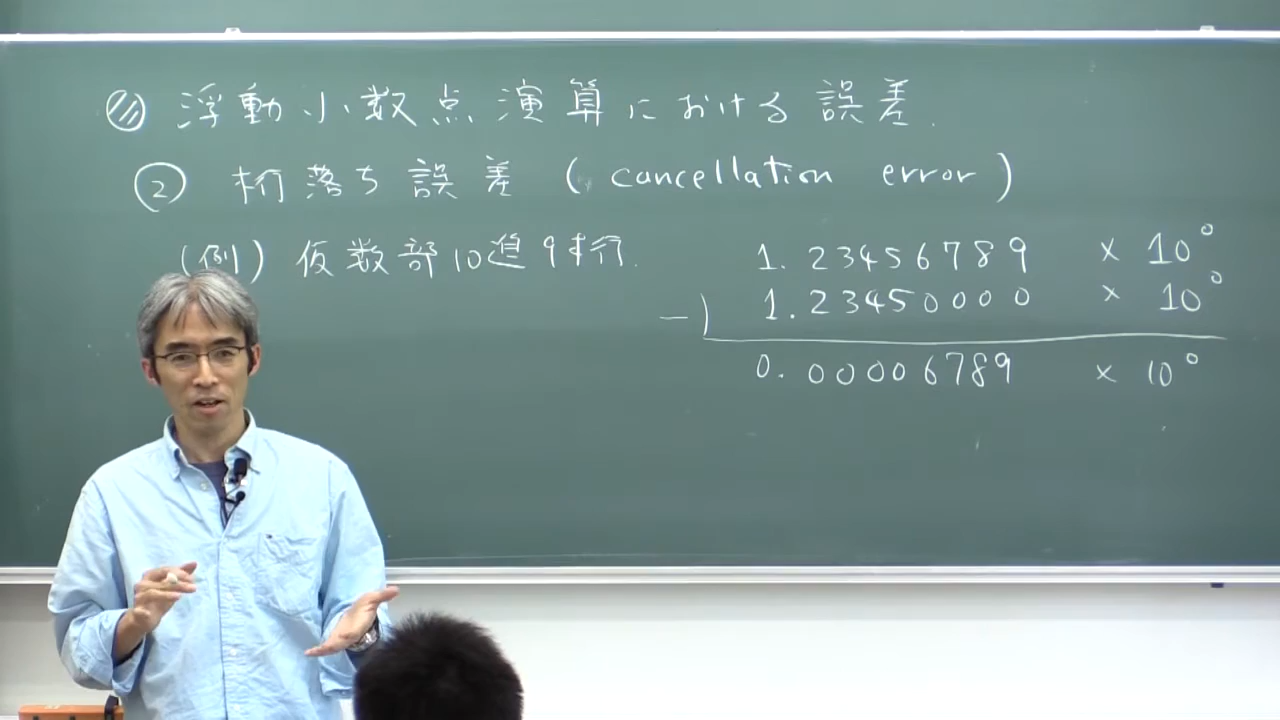 浮動小数点演算における誤差.
② 桁落ち誤差 (cancellation error)
(例) 仮数部10進9桁.
1.23456789 × 10⁰
−) 1.23450000 × 10⁰
0.00006789 × 10⁰